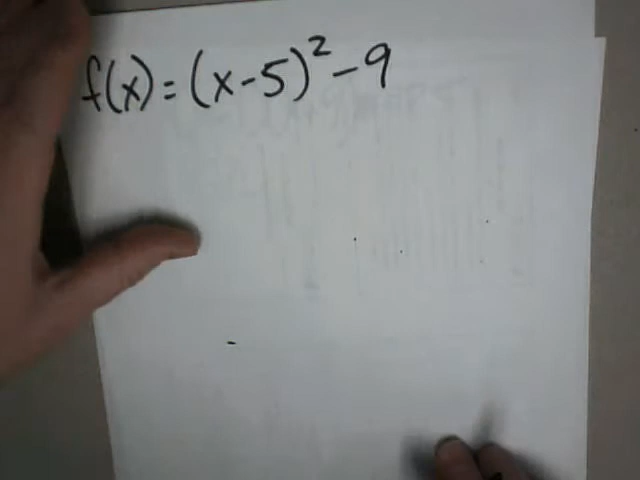 f(x) = (x-5)² - 9